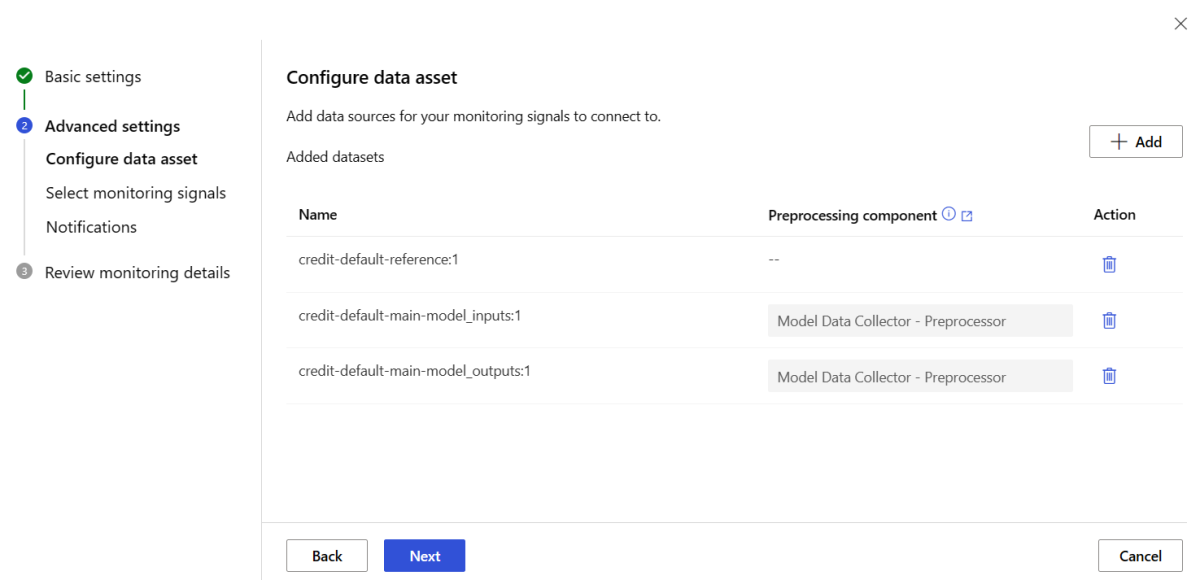 Basic settings
2
Advanced settings
Configure data asset
Select monitoring signals
Notifications
3
Review monitoring details
Configure data asset
Add data sources for your monitoring signals to connect to.
Added datasets
Add
Name Preprocessing component Action
credit-default-reference:1 --
credit-default-main-model_inputs:1 Model Data Collector - Preprocessor
credit-default-main-model_outputs:1 Model Data Collector - Preprocessor
Back Next Cancel